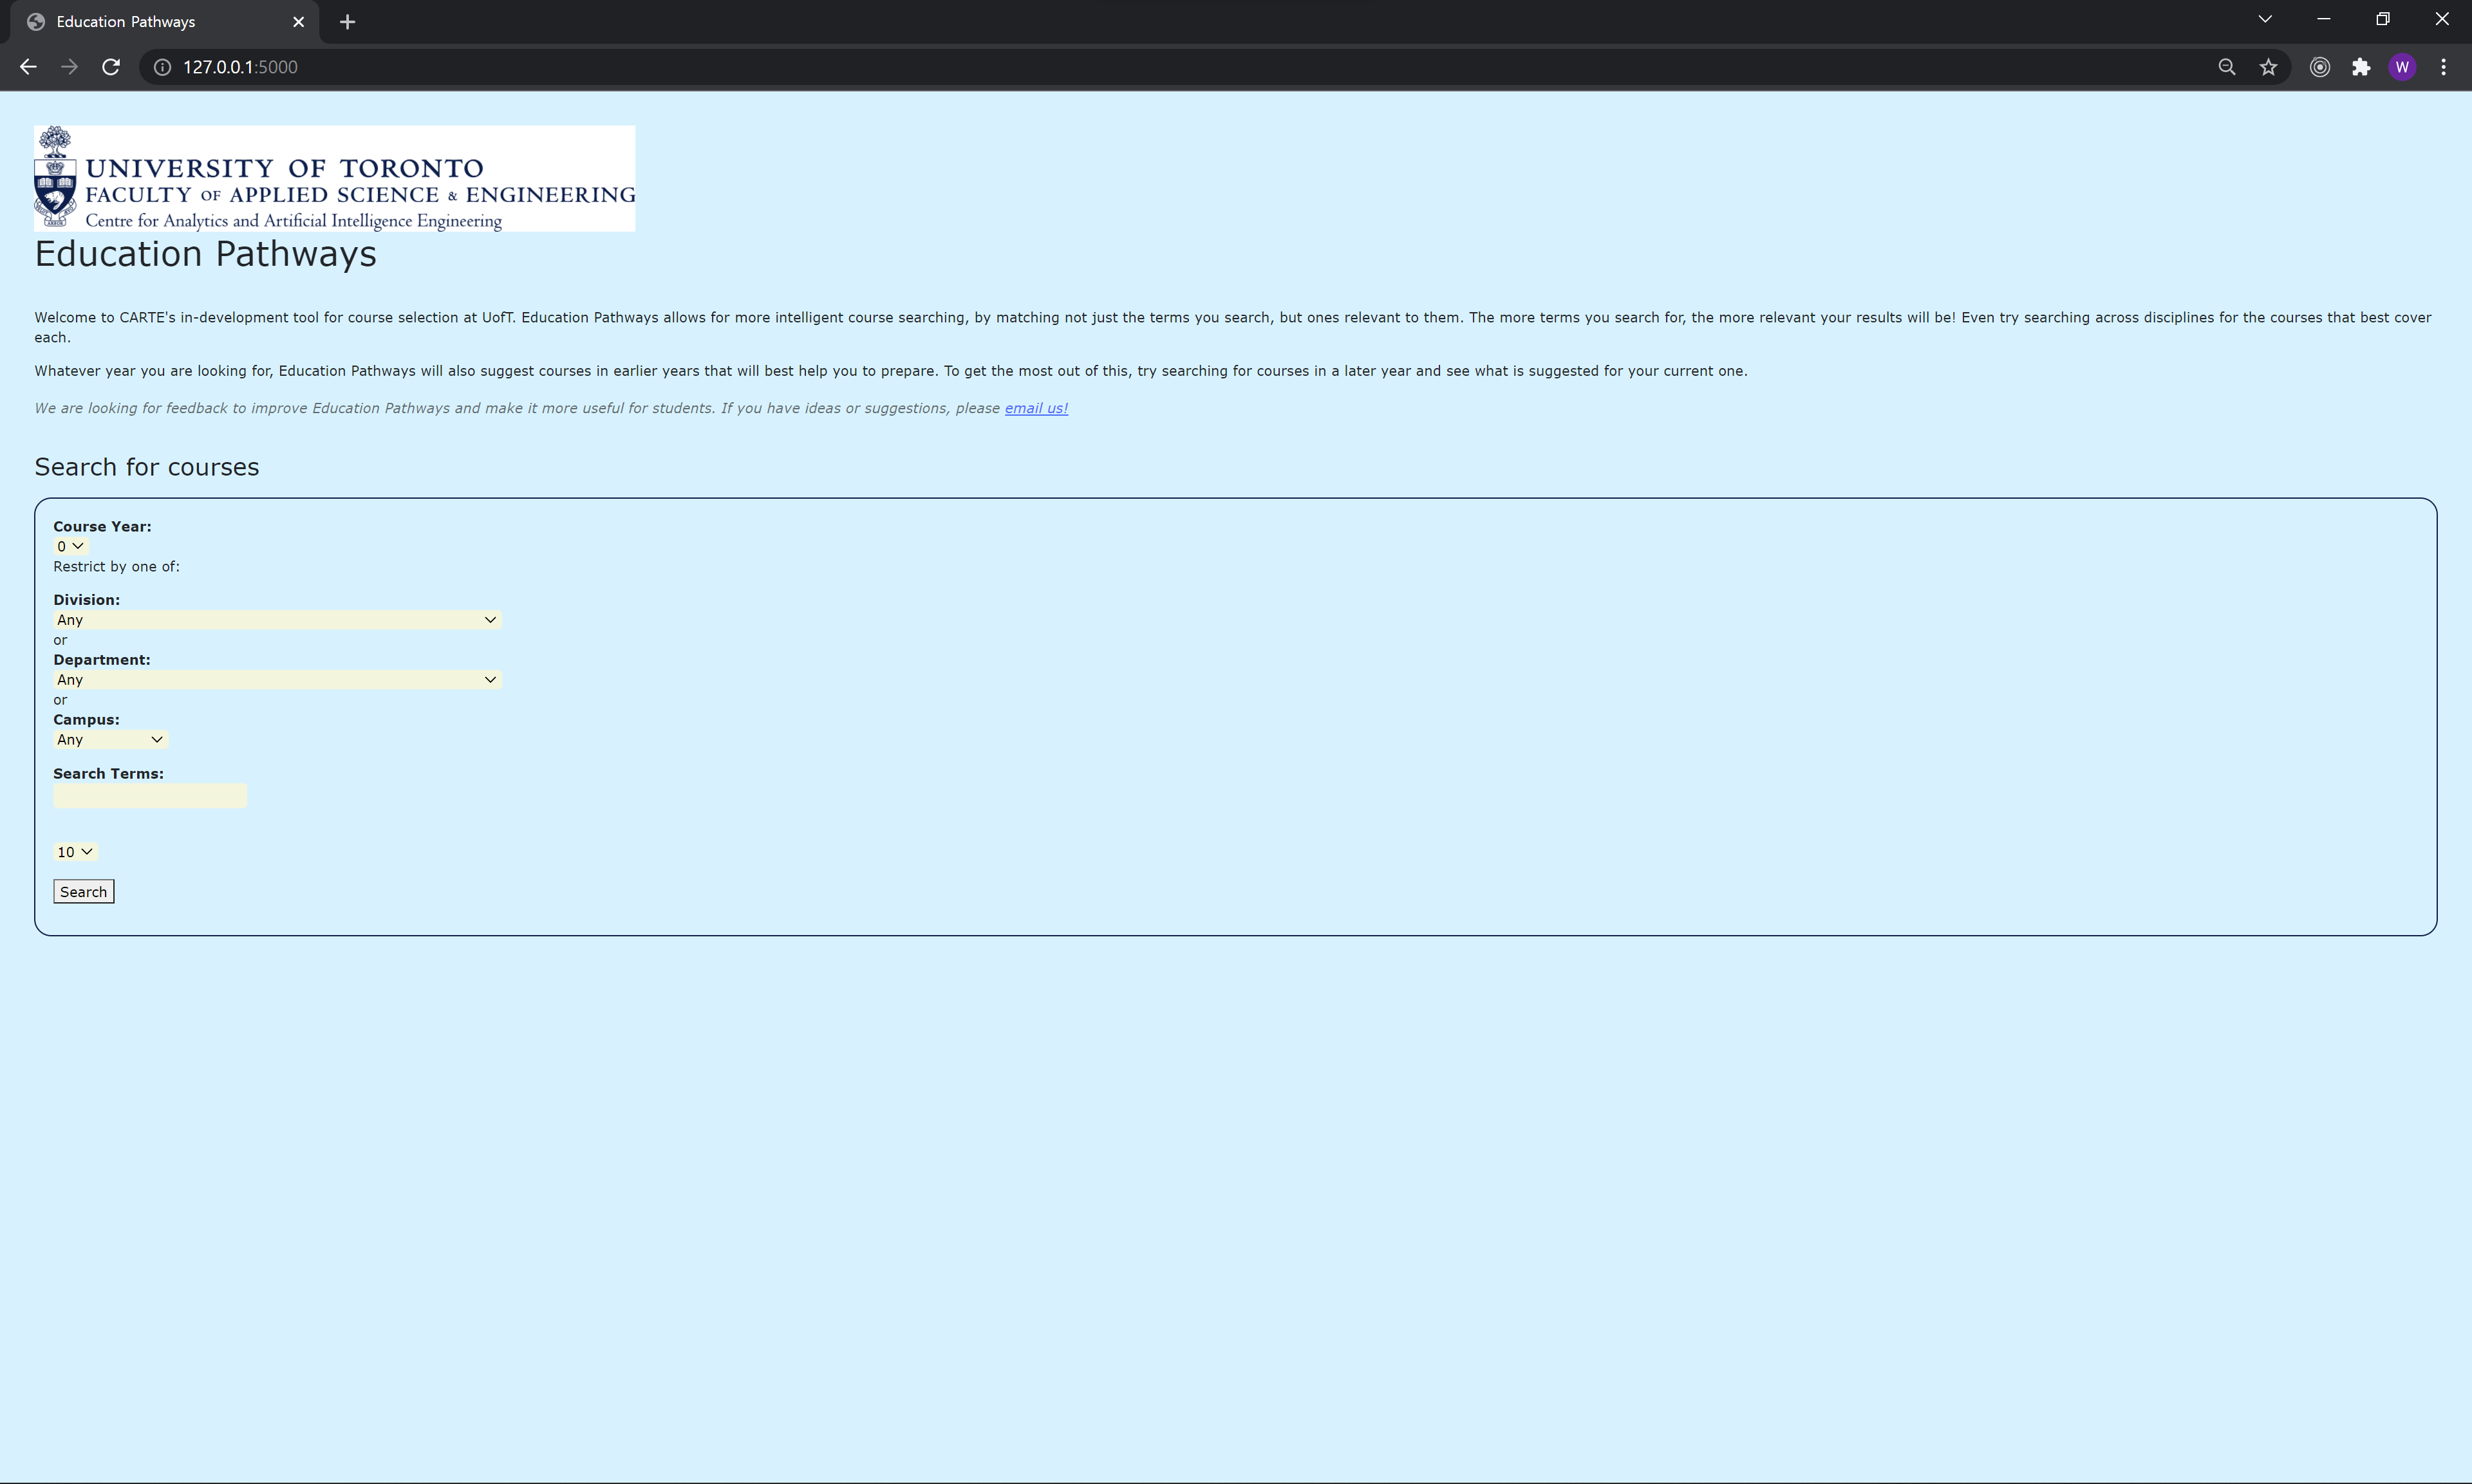 Education Pathways
127.0.0.1:5000
W
UNIVERSITY OF TORONTO
FACULTY OF APPLIED SCIENCE & ENGINEERING
Centre for Analytics and Artificial Intelligence Engineering
Education Pathways
Welcome to CARTE's in-development tool for course selection at UofT. Education Pathways allows for more intelligent course searching, by matching not just the terms you search, but ones relevant to them. The more terms you search for, the more relevant your results will be! Even try searching across disciplines for the courses that best cover
each.
Whatever year you are looking for, Education Pathways will also suggest courses in earlier years that will best help you to prepare. To get the most out of this, try searching for courses in a later year and see what is suggested for your current one.
We are looking for feedback to improve Education Pathways and make it more useful for students. If you have ideas or suggestions, please email us!
Search for courses
Course Year:
0
Restrict by one of:
Division:
Any
or
Department:
Any
or
Campus:
Any
Search Terms:
10
Search